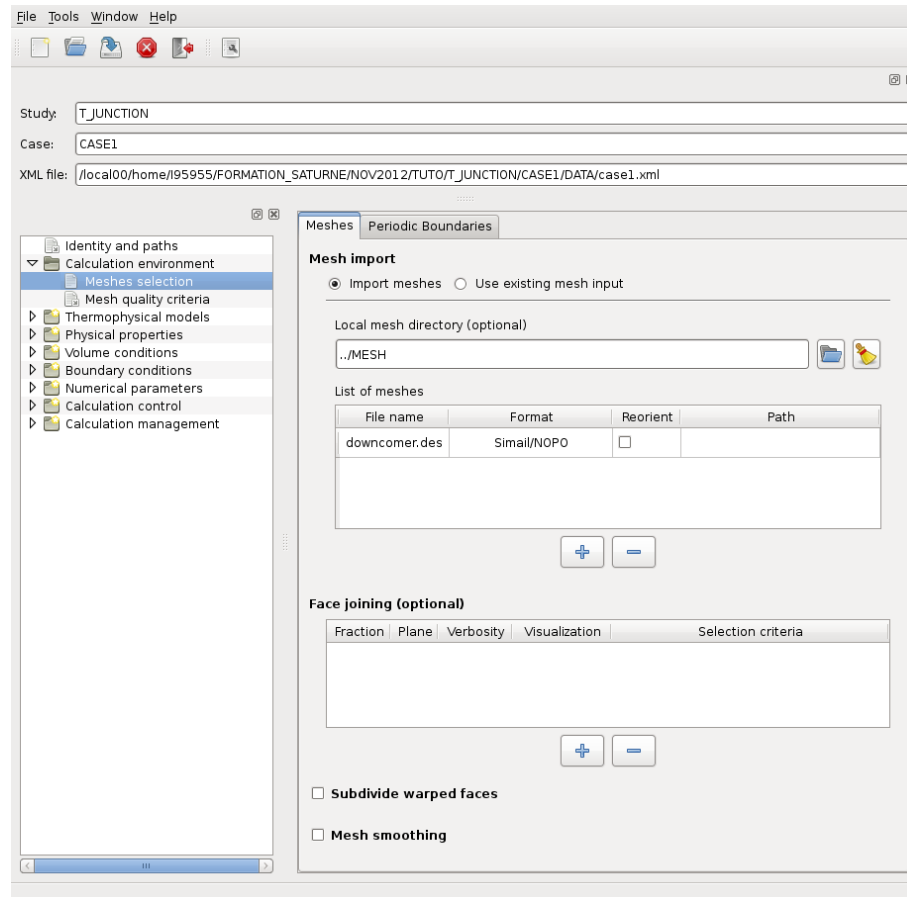 File Tools Window Help
Study: T_JUNCTION
Case: CASE1
XML file: /local00/home/I95955/FORMATION_SATURNE/NOV2012/TUTO/T_JUNCTION/CASE1/DATA/case1.xml
Identity and paths
Calculation environment
Meshes selection
Mesh quality criteria
Thermophysical models
Physical properties
Volume conditions
Boundary conditions
Numerical parameters
Calculation control
Calculation management
Meshes Periodic Boundaries
Mesh import
Import meshes Use existing mesh input
Local mesh directory (optional)
../MESH
List of meshes
File name Format Reorient Path
downcomer.des Simail/NOPO
Face joining (optional)
Fraction Plane Verbosity Visualization Selection criteria
Subdivide warped faces
Mesh smoothing